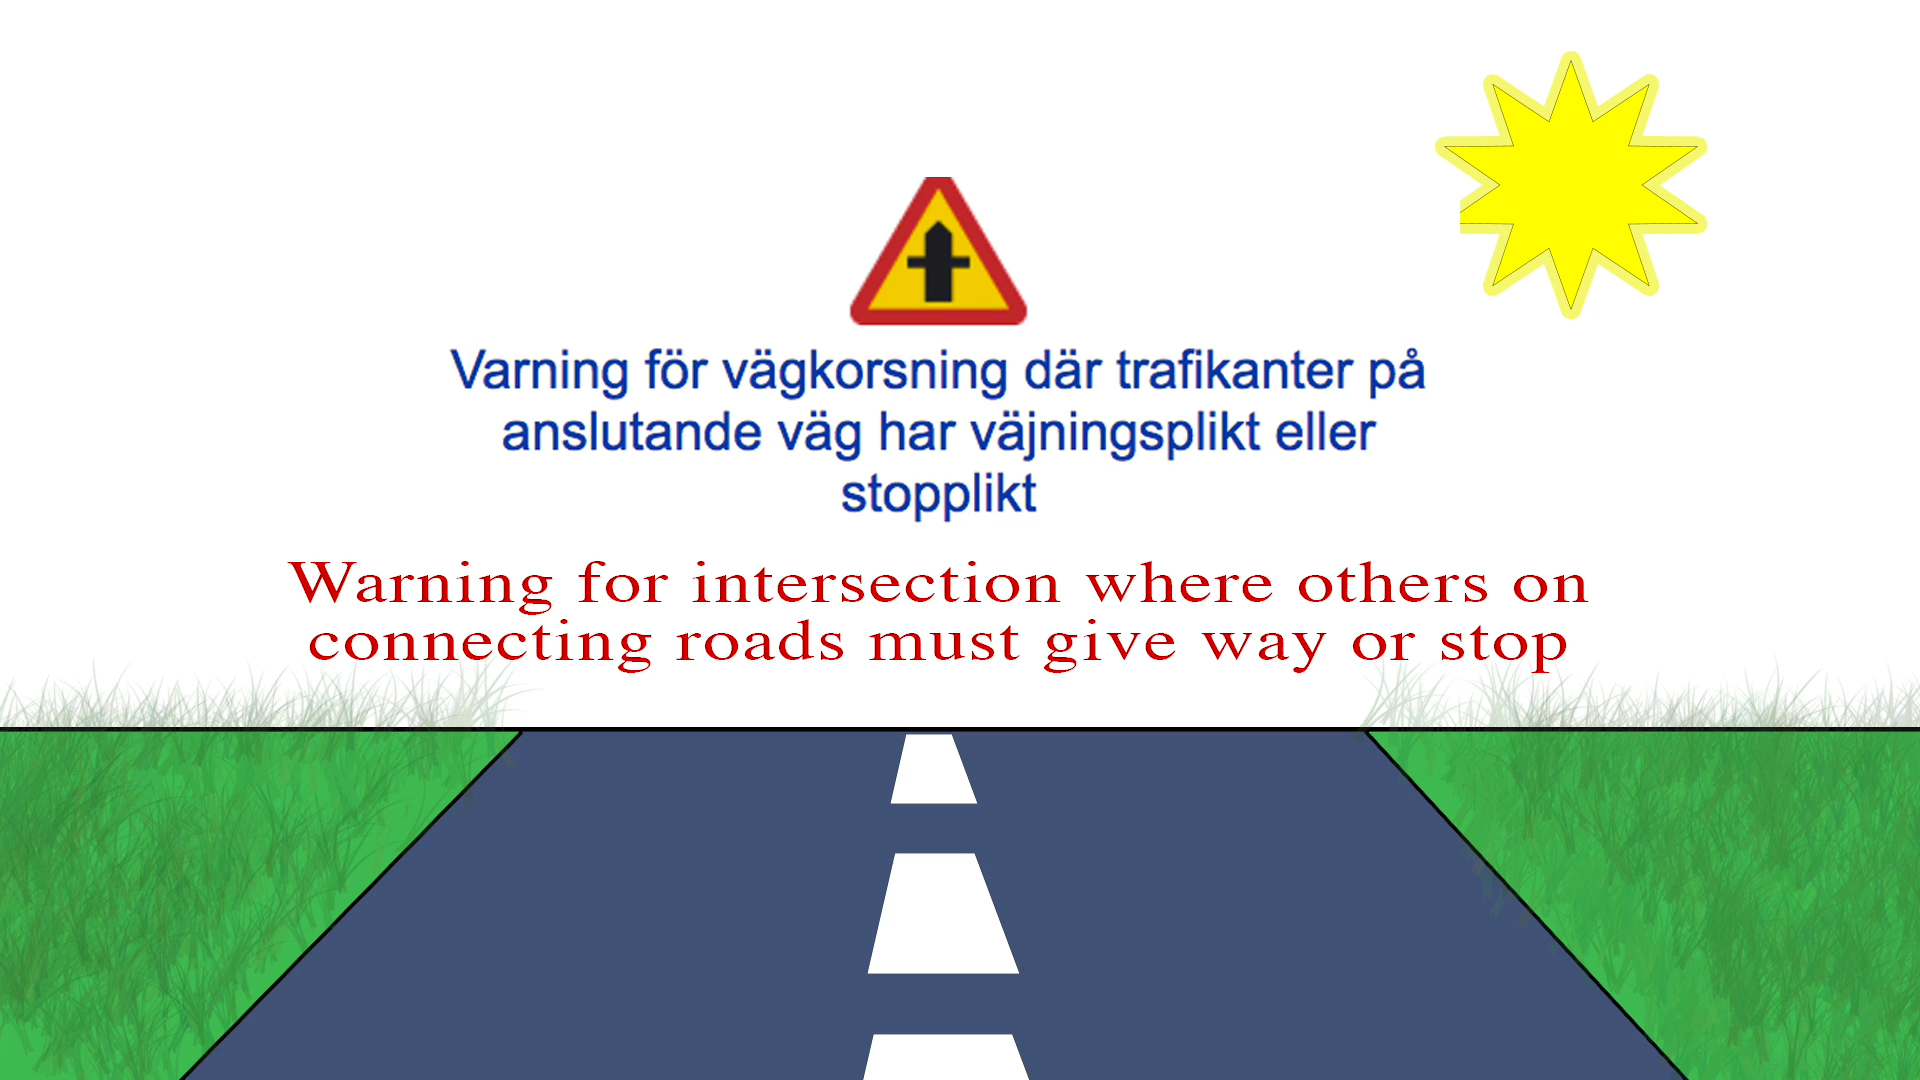 Varning för vägkorsning där trafikanter på
anslutande väg har väjningsplikt eller
stopplikt
Warning for intersection where others on
connecting roads must give way or stop